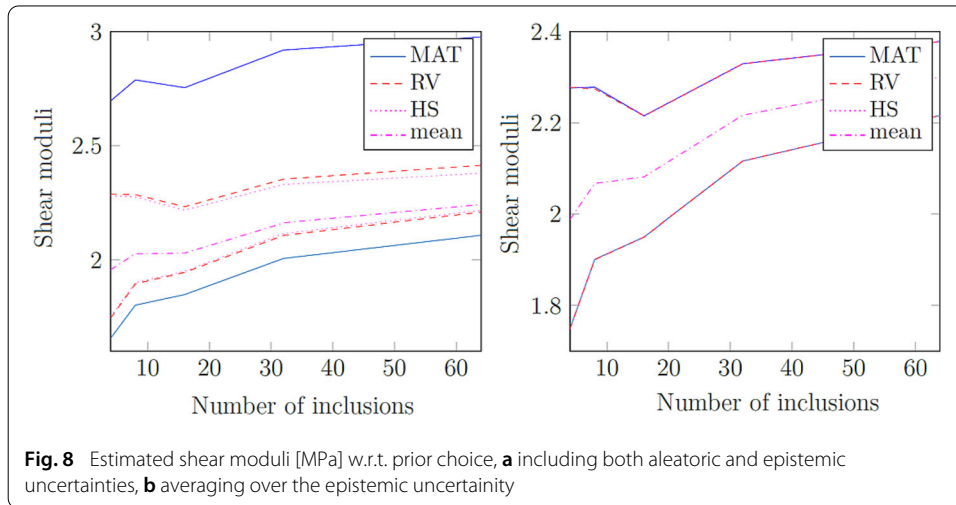 3
2.5
2
Shear moduli
MAT
RV
HS
mean
10 20 30 40 50 60
Number of inclusions
2.4
2.2
2
1.8
Shear moduli
MAT
RV
HS
mean
10 20 30 40 50 60
Number of inclusions
Fig. 8 Estimated shear moduli [MPa] w.r.t. prior choice, a including both aleatoric and epistemic
uncertainties, b averaging over the epistemic uncertainity